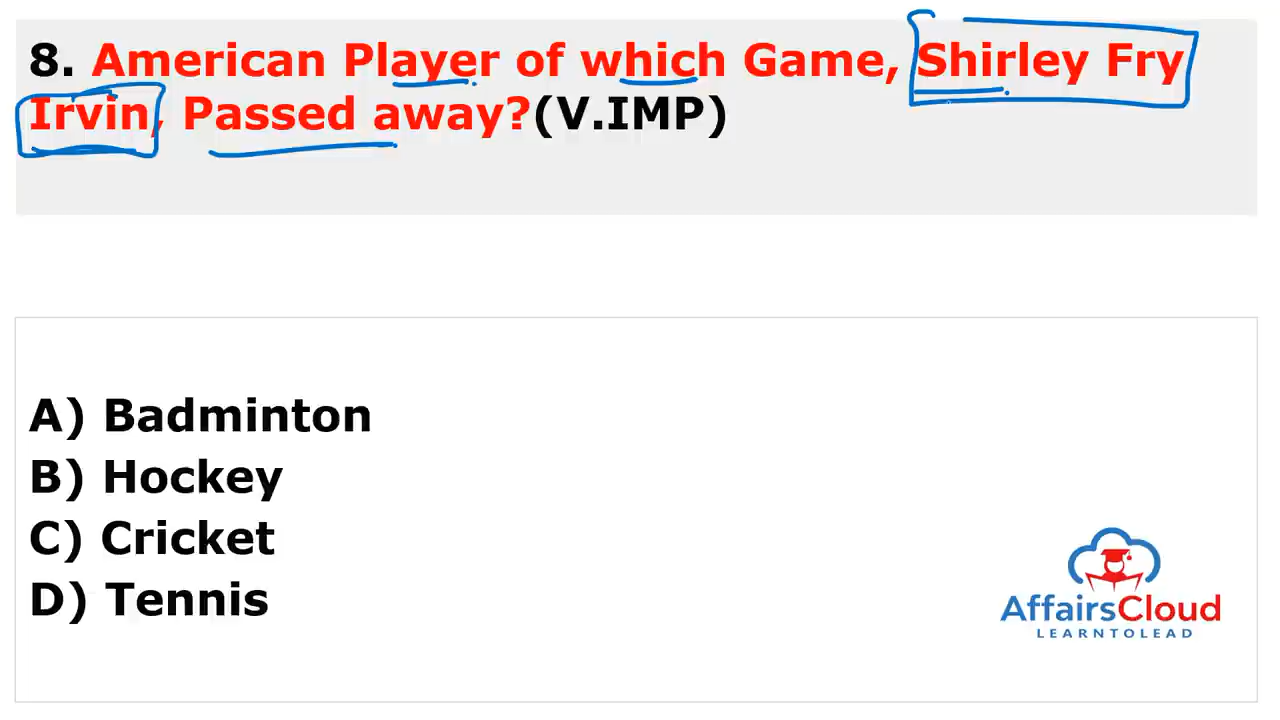 8. American Player of which Game, Shirley Fry
Irvin, Passed away?(V.IMP)
A) Badminton
B) Hockey
C) Cricket
D) Tennis
AffairsCloud
LEARNTOLEAD